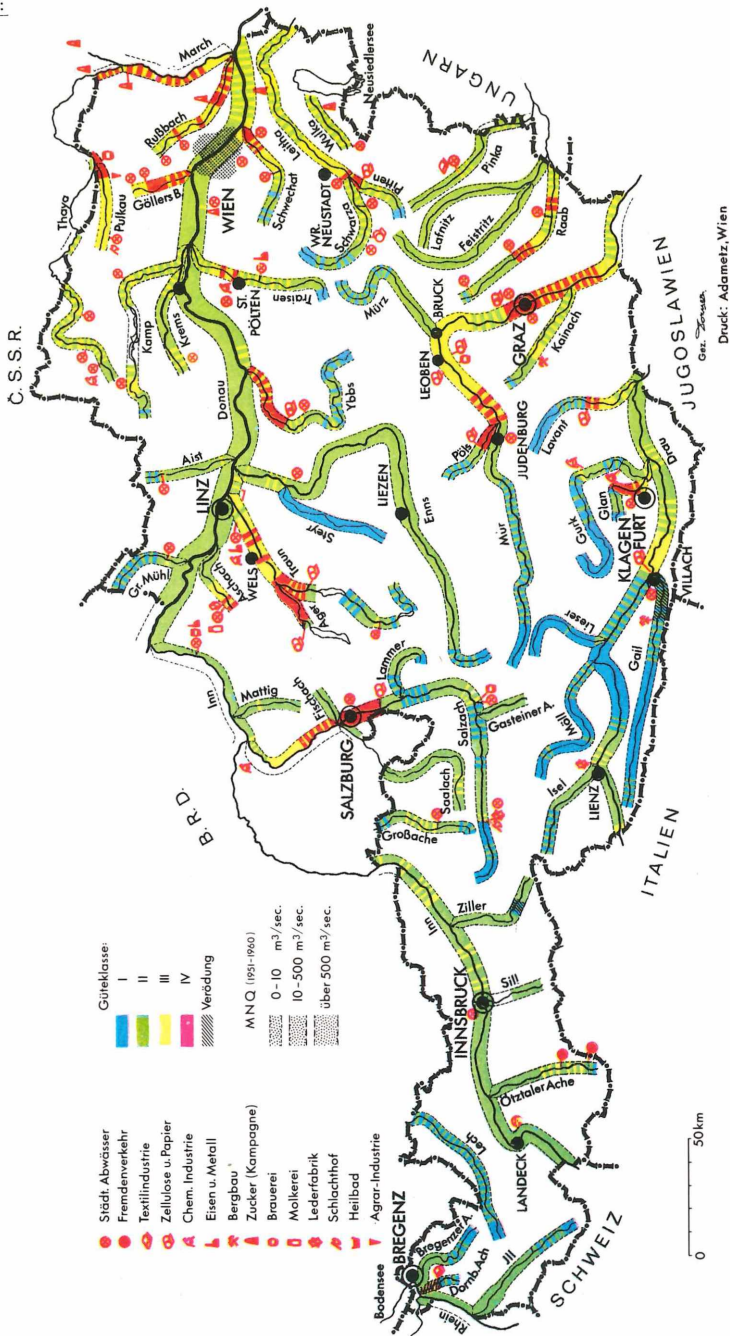 Č. S. S. R.
B. R. D.
UNGARN
JUGOSLAWIEN
ITALIEN
SCHWEIZ
Güteklasse:
I
II
III
IV
Verödung
MNQ (1951-1960)
0-10 m³/sec.
10-500 m³/sec.
über 500 m³/sec.
Städt. Abwässer
Fremdenverkehr
Textilindustrie
Zellulose u. Papier
Chem. Industrie
Eisen u. Metall
Bergbau
Zucker (Kampagne)
Brauerei
Molkerei
Lederfabrik
Schlachthof
Heilbad
Agrar-Industrie
0 50km
Bodensee
BREGENZ
Bregenzer A.
Dornb. Ach
Rhein
Jll
Lech
LANDECK
Ötztaler Ache
INNSBRUCK
Sill
Inn
Ziller
Großache
Saalach
SALZBURG
Fischach
Mattig
Inn
Lammer
Salzach
Gasteiner A.
Isel
LIENZ
Möll
Lieser
Gail
VILLACH
KLAGEN
FURT
Glan
Gurk
Drau
Lavant
Gr. Mühl
Aschach
LINZ
WELS
Traun
Ager
Aist
Steyr
LIEZEN
Enns
Mur
Pöls
JUDENBURG
LEOBEN
BRUCK
Mürz
GRAZ
Kainach
Raab
Feistritz
Lafnitz
Pinka
Donau
Ybbs
Kamp
Krems
ST.
PÖLTEN
Traisen
Thaya
Pulkau
Göllers B.
WIEN
Rußbach
March
Schwechat
Leitha
WR.
NEUSTADT
Schwarza
Pitten
Wulka
Neusiedlersee
Gez.
Druck: Adametz, Wien